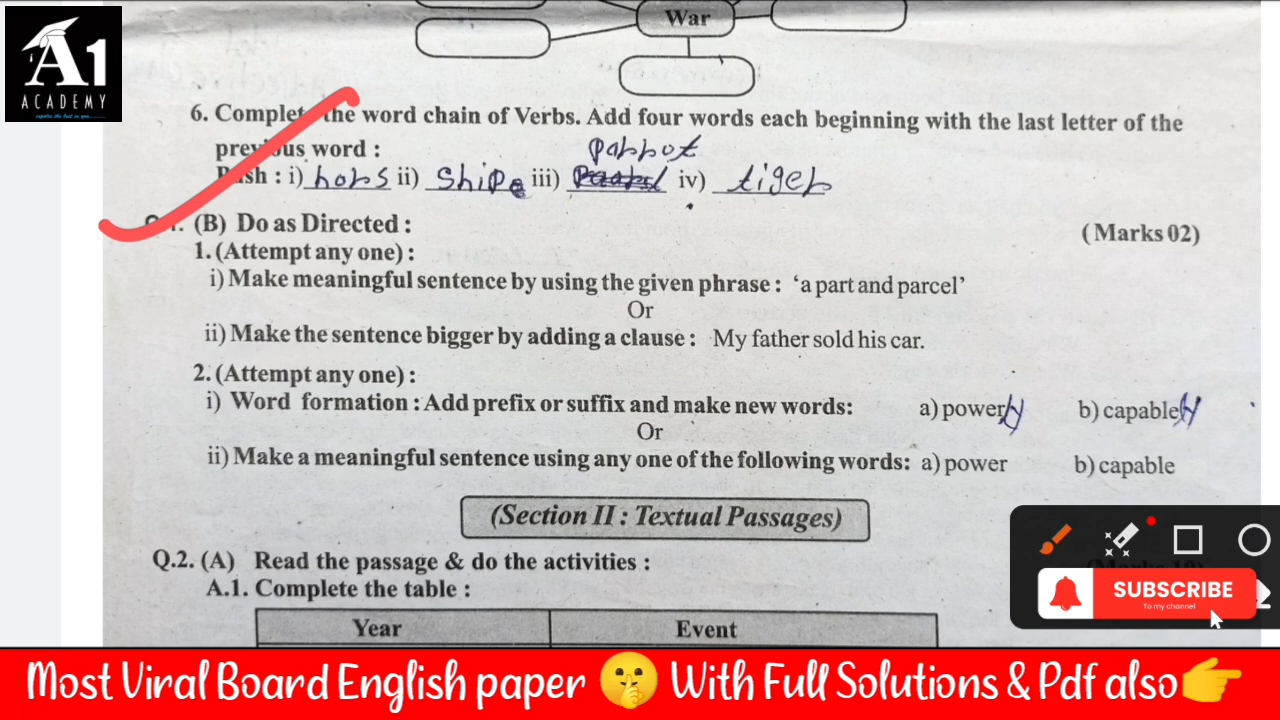 A1
ACADEMY
War
6. Complete the word chain of Verbs. Add four words each beginning with the last letter of the
previous word :
parrot
Push : i) hors ii) Shipe iii) iv) tiger
(B) Do as Directed :
(Marks 02)
1. (Attempt any one) :
i) Make meaningful sentence by using the given phrase : ‘a part and parcel’
Or
ii) Make the sentence bigger by adding a clause : My father sold his car.
2. (Attempt any one) :
i) Word formation : Add prefix or suffix and make new words: a) power b) capable
Or
ii) Make a meaningful sentence using any one of the following words: a) power b) capable
(Section II : Textual Passages)
Q.2. (A) Read the passage & do the activities :
A.1. Complete the table :
Year Event
SUBSCRIBE
To my channel
Most Viral Board English paper 🤫 With Full Solutions & Pdf also👉